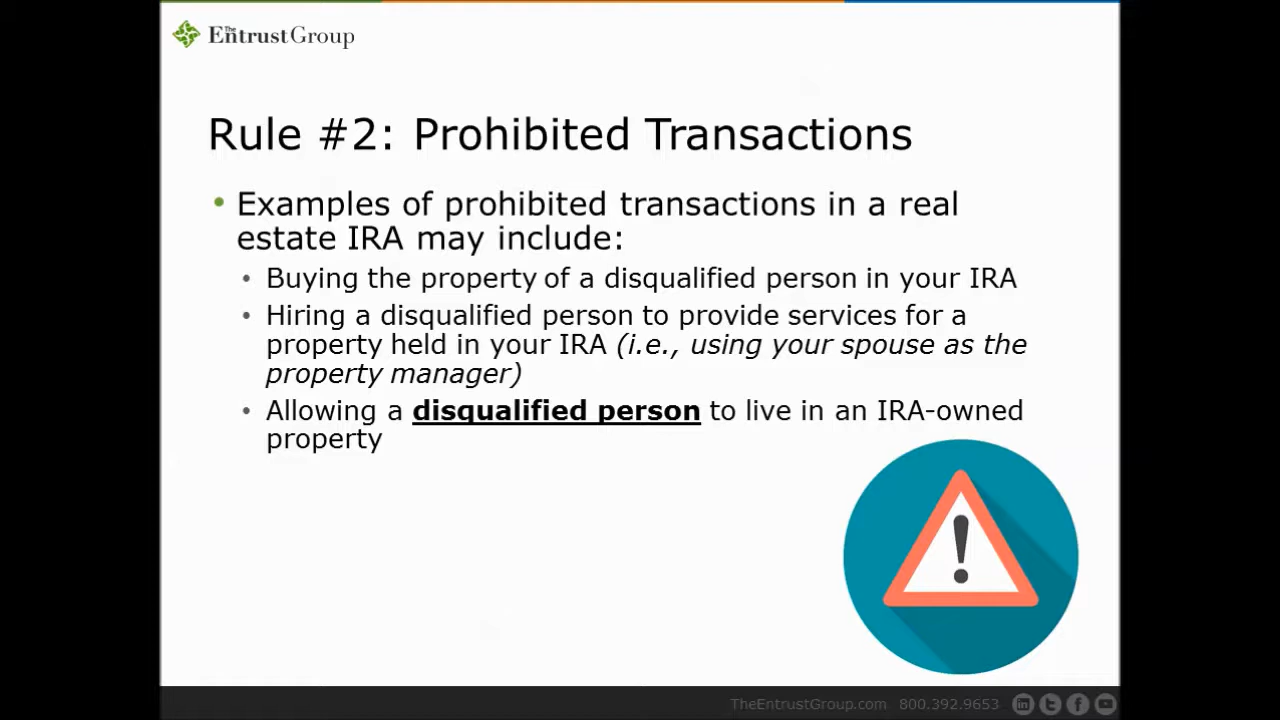 The EntrustGroup
Rule #2: Prohibited Transactions
• Examples of prohibited transactions in a real
estate IRA may include:
• Buying the property of a disqualified person in your IRA
• Hiring a disqualified person to provide services for a
property held in your IRA (i.e., using your spouse as the
property manager)
• Allowing a disqualified person to live in an IRA-owned
property
!
TheEntrustGroup.com 800.392.9653